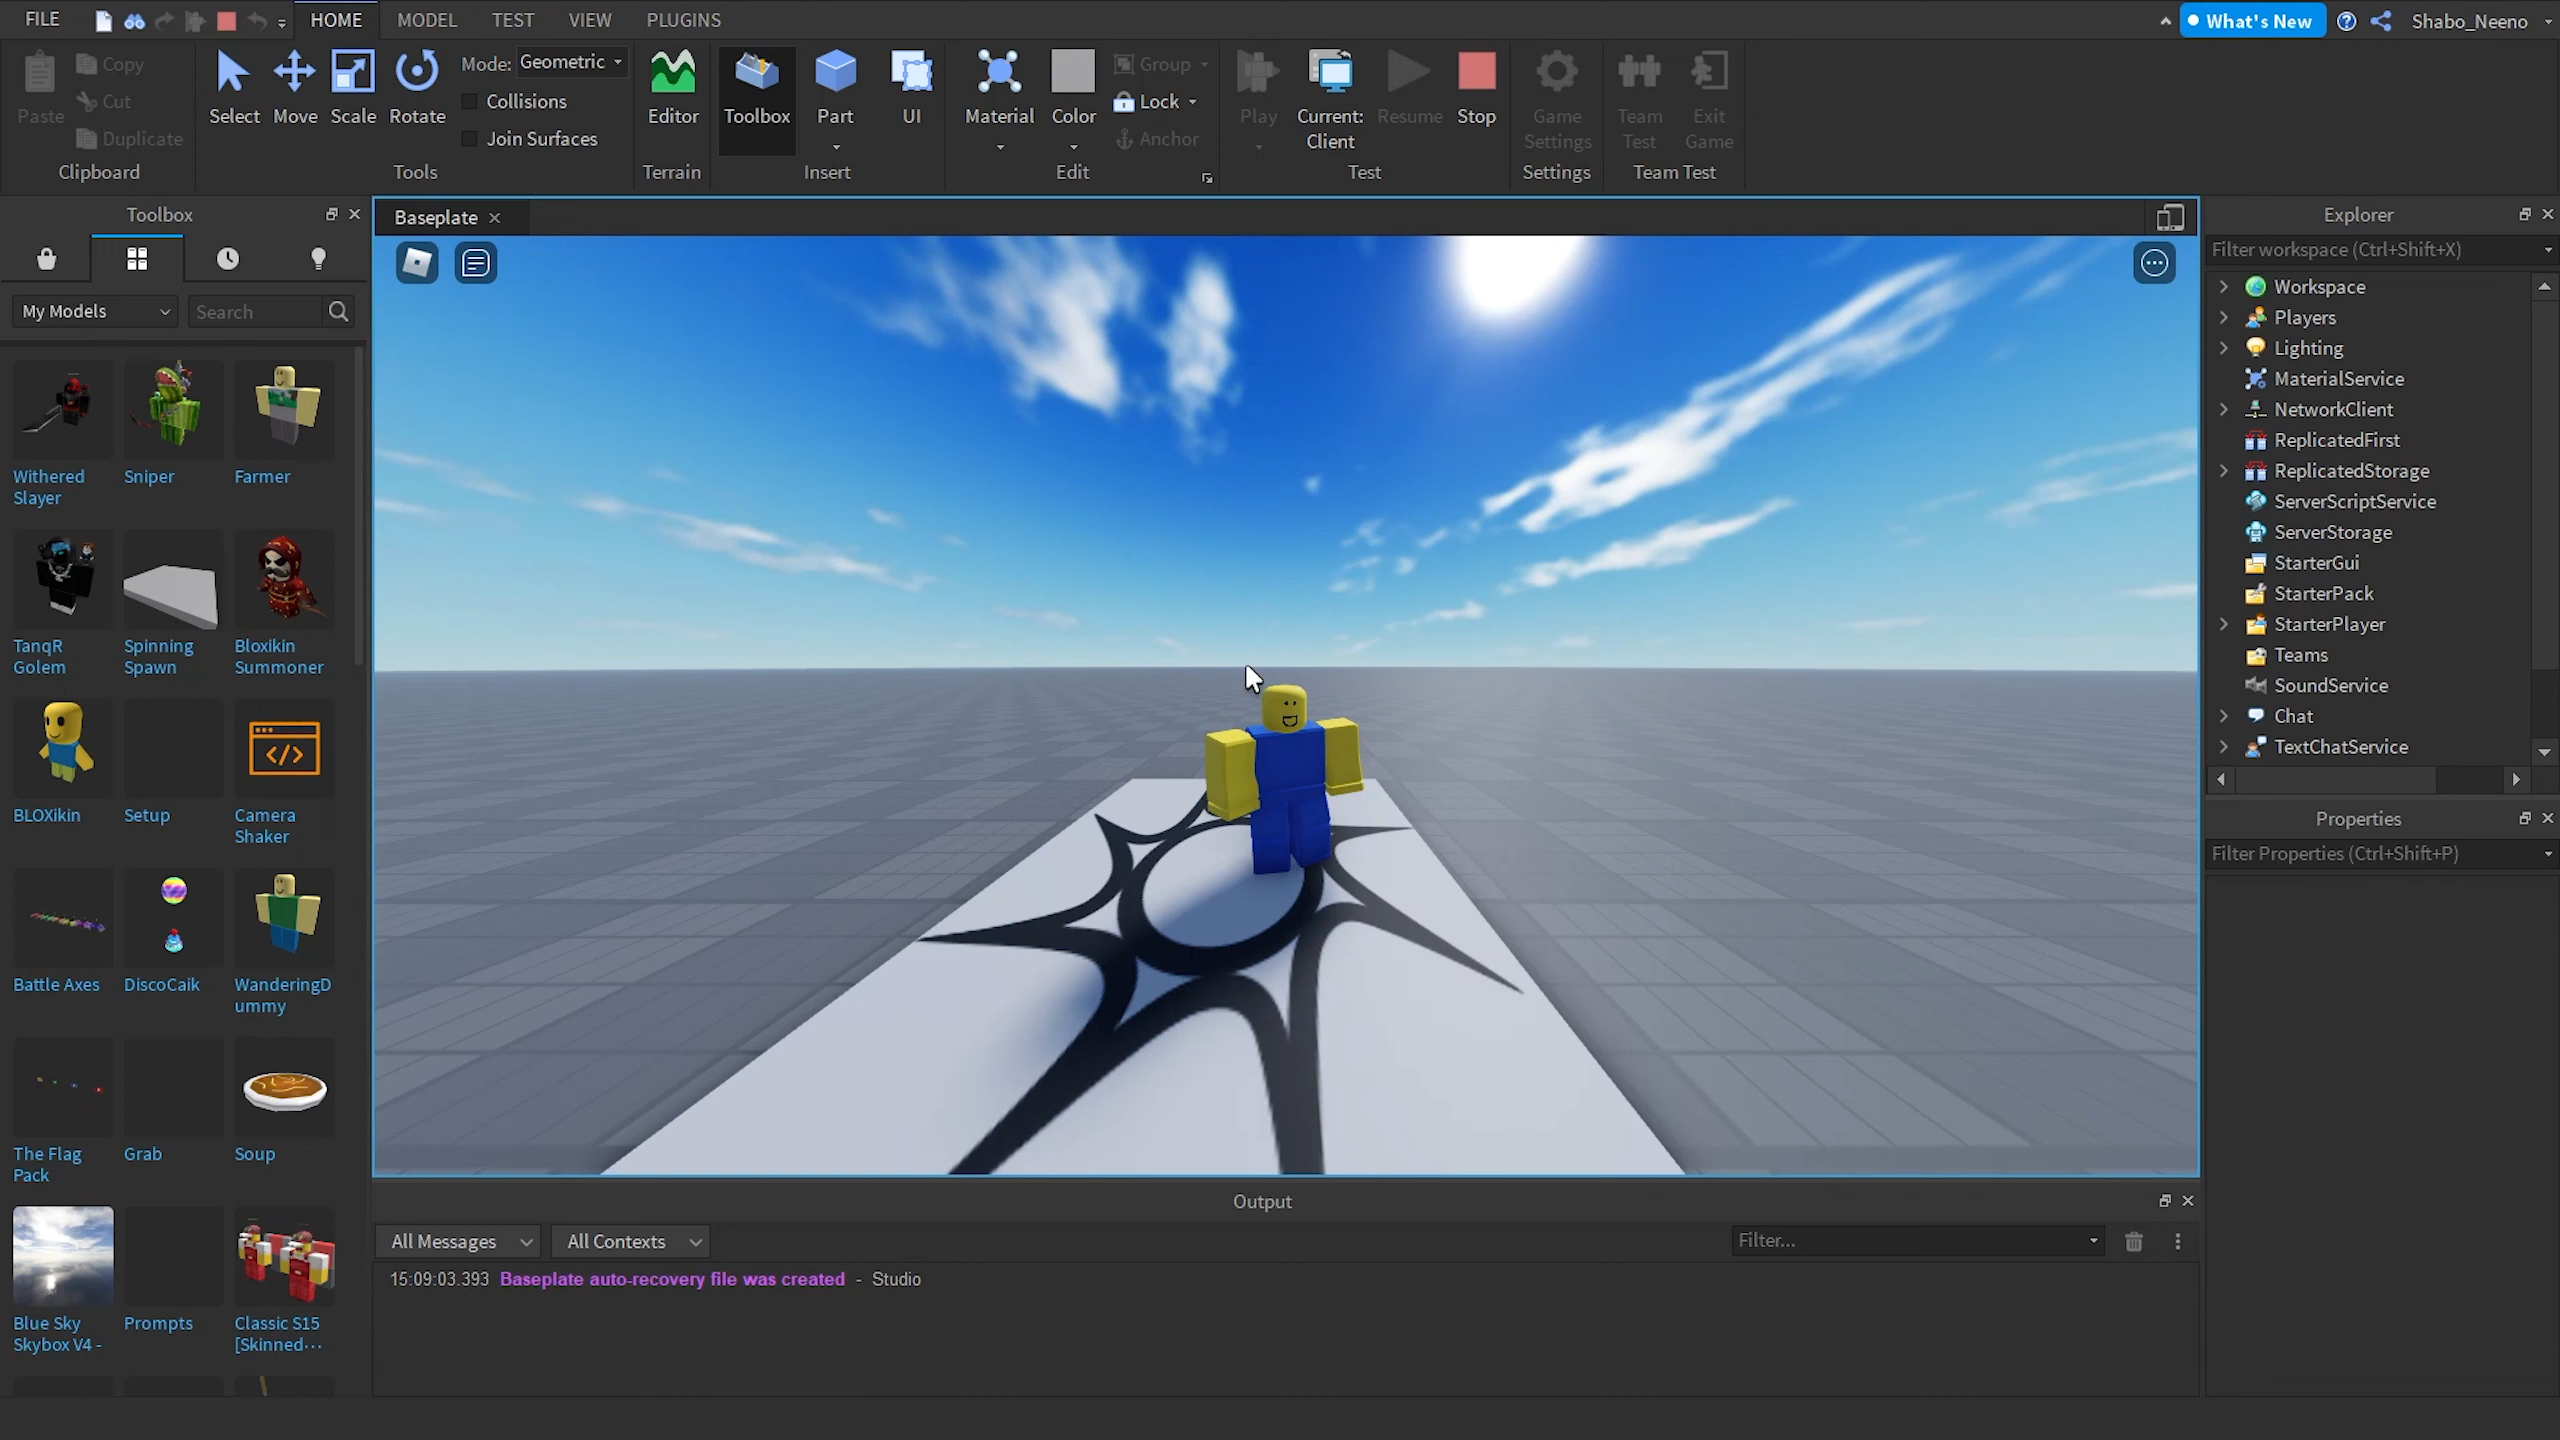 FILE HOME MODEL TEST VIEW PLUGINS What's New Shabo_Neeno
Paste
Copy
Cut
Duplicate
Clipboard
Select Move Scale Rotate
Mode: Geometric
Collisions
Join Surfaces
Tools
Editor
Terrain
Toolbox Part UI
Insert
Material Color
Group
Lock
Anchor
Edit
Play
Current:
Client
Resume Stop
Test
Game
Settings
Settings
Team
Test
Exit
Game
Team Test
Toolbox
My Models
Search
Withered
Slayer
Sniper
Farmer
TanqR
Golem
Spinning
Spawn
Bloxikin
Summoner
BLOXikin
Setup
Camera
Shaker
Battle Axes
DiscoCaik
WanderingD
ummy
The Flag
Pack
Grab
Soup
Blue Sky
Skybox V4 -
Prompts
Classic S15
[Skinned...
Baseplate
Output
All Messages
All Contexts
Filter...
15:09:03.393 Baseplate auto-recovery file was created - Studio
Explorer
Filter workspace (Ctrl+Shift+X)
Workspace
Players
Lighting
MaterialService
NetworkClient
ReplicatedFirst
ReplicatedStorage
ServerScriptService
ServerStorage
StarterGui
StarterPack
StarterPlayer
Teams
SoundService
Chat
TextChatService
Properties
Filter Properties (Ctrl+Shift+P)